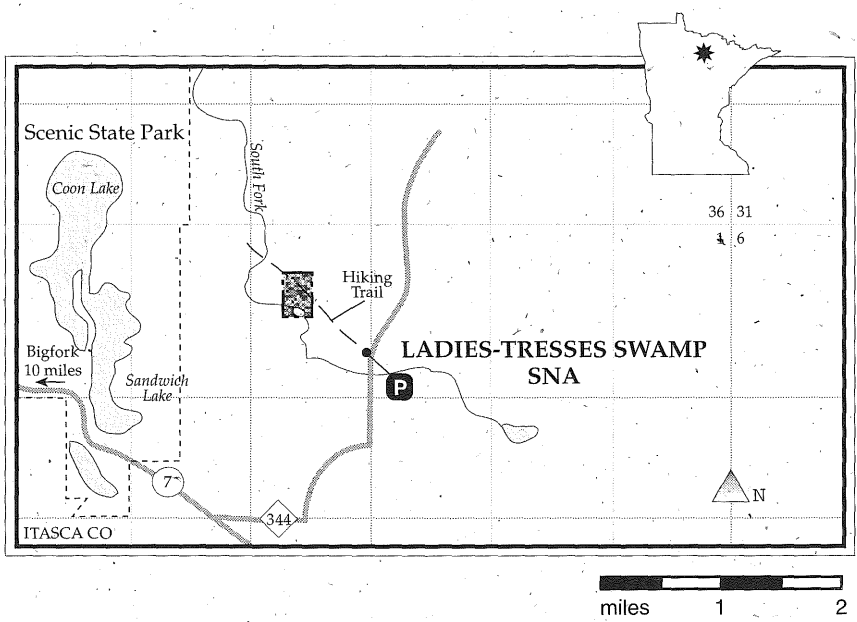 Scenic State Park
Coon Lake
South Fork
36 31
1 6
Hiking
Trail
LADIES-TRESSES SWAMP
SNA
P
Bigfork
10 miles
Sandwich
Lake
7
344
N
ITASCA CO
miles 1 2